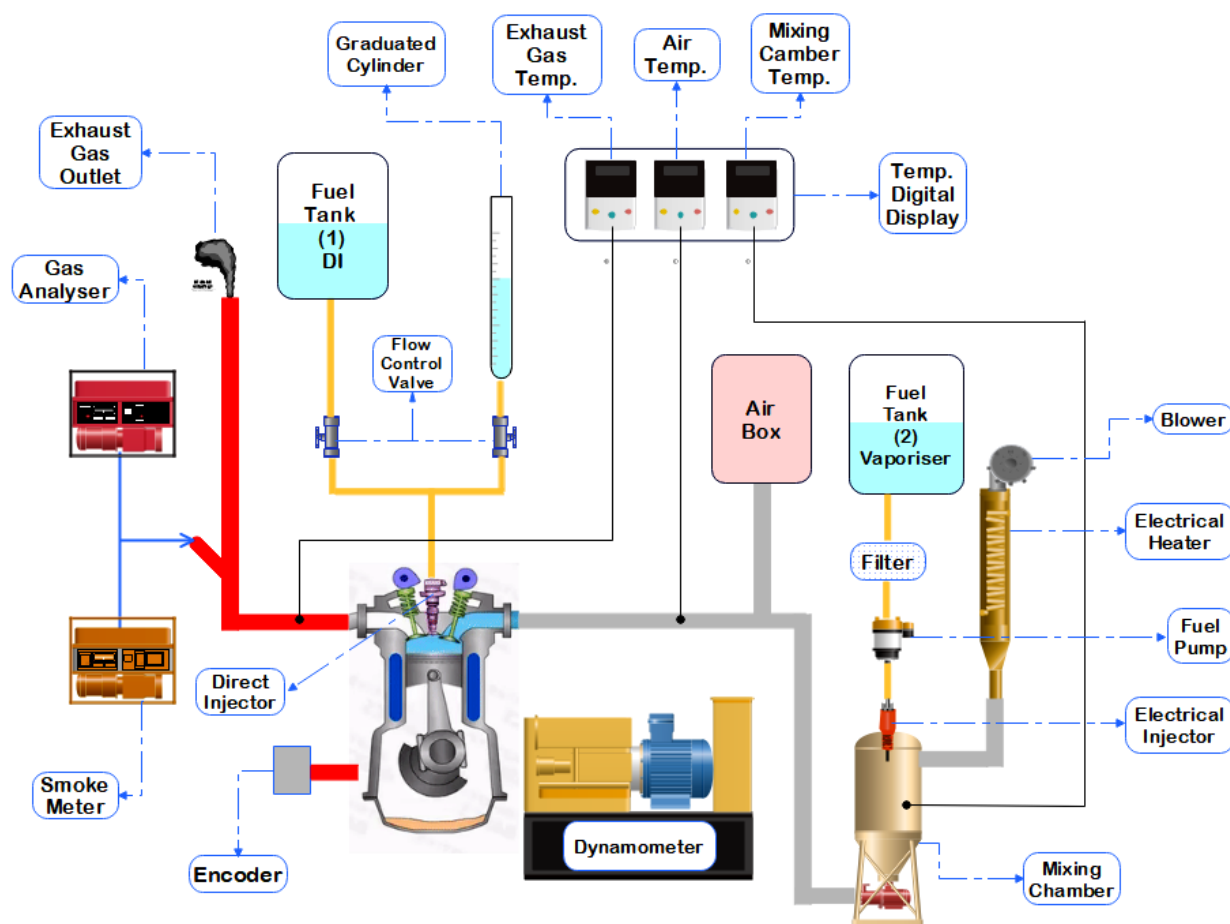 Graduated
Cylinder
Exhaust
Gas
Temp.
Air
Temp.
Mixing
Camber
Temp.
Exhaust
Gas
Outlet
Fuel
Tank
(1)
DI
Temp.
Digital
Display
Gas
Analyser
Flow
Control
Valve
Air
Box
Fuel
Tank
(2)
Vaporiser
Blower
Electrical
Heater
Filter
Fuel
Pump
Direct
Injector
Electrical
Injector
Smoke
Meter
Encoder
Dynamometer
Mixing
Chamber